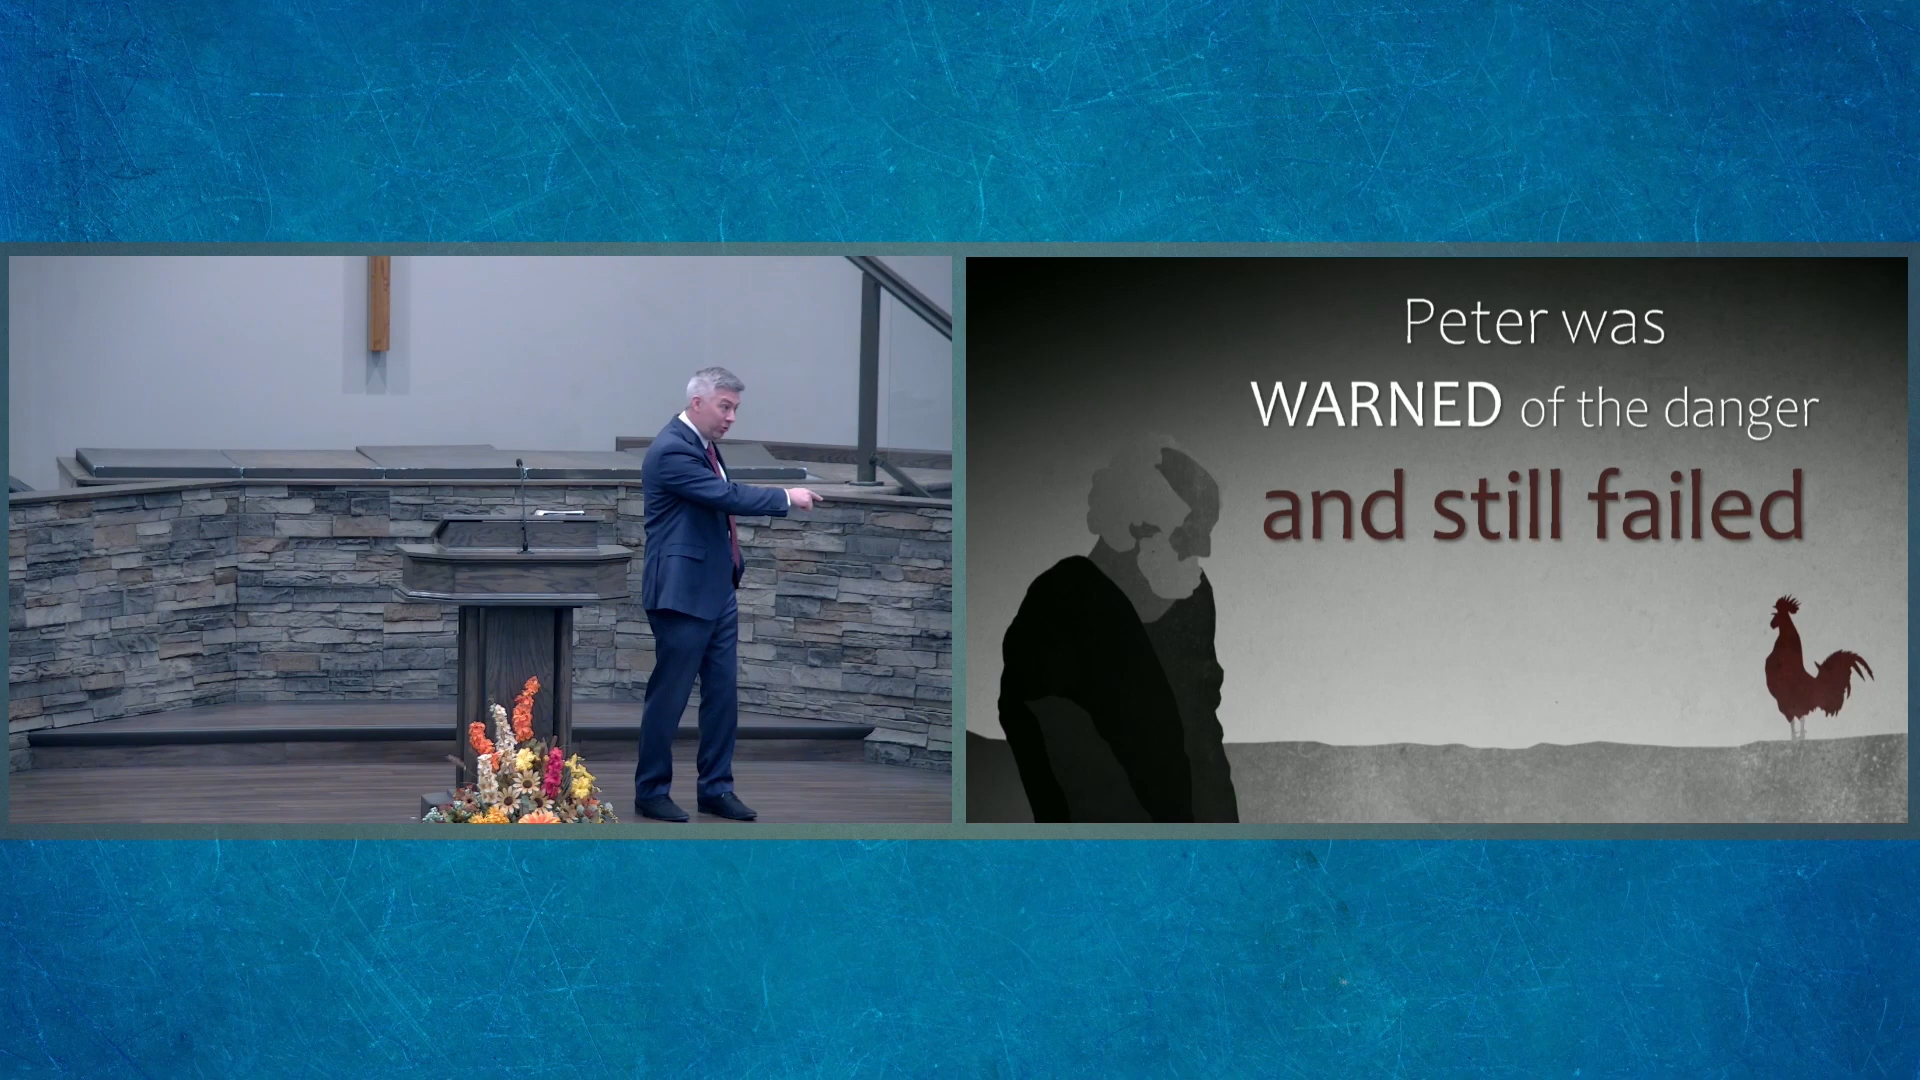 Peter was
WARNED of the danger
and still failed